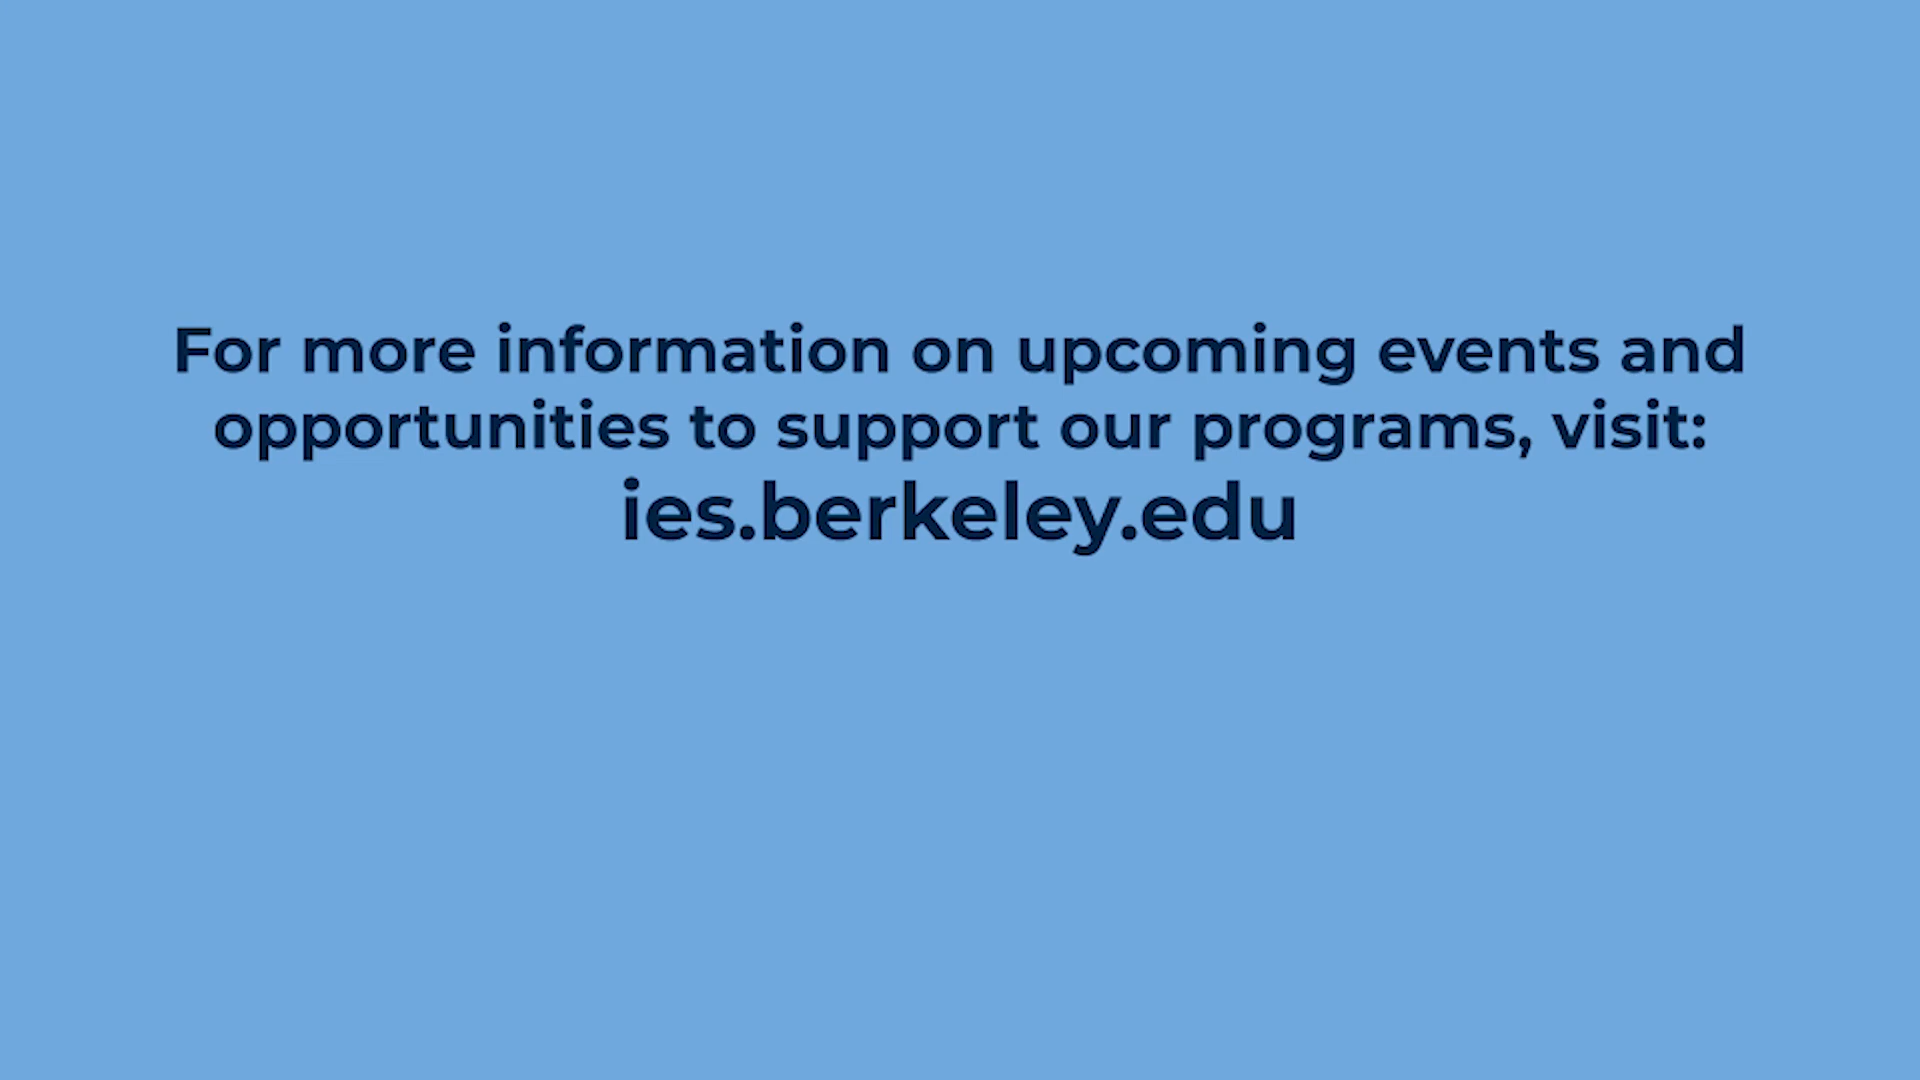 For more information on upcoming events and
opportunities to support our programs, visit:
ies.berkeley.edu